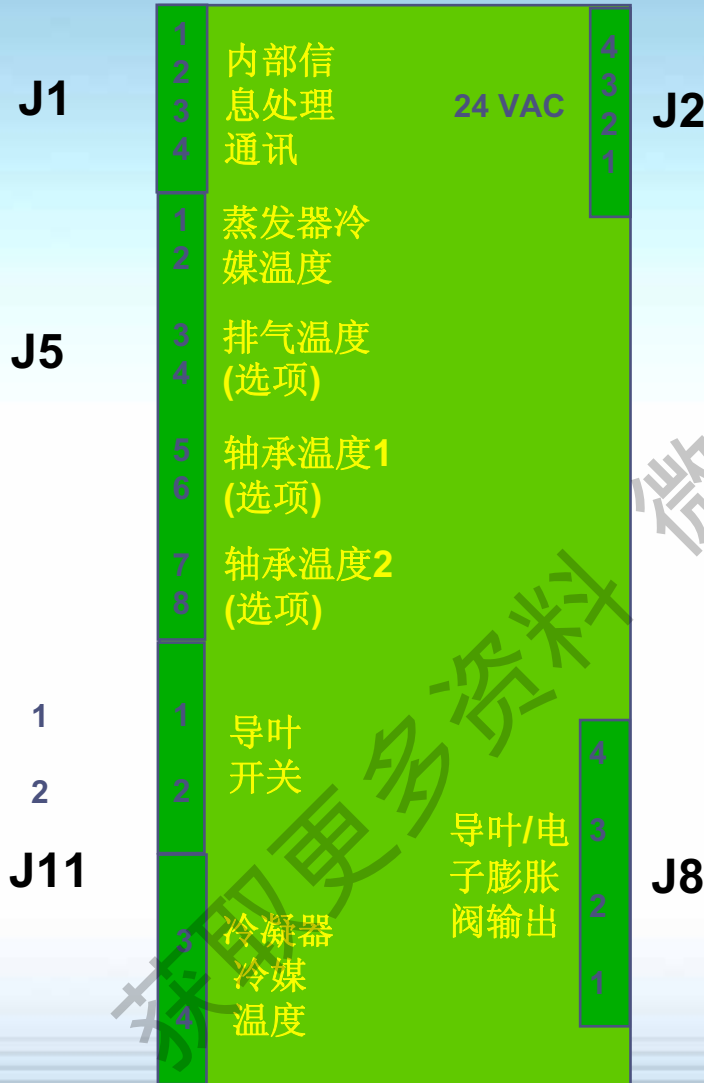 J1
1
2
3
4
内部信
息处理
通讯
24 VAC
4
3
2
1
J2
J5
1
2
蒸发器冷
媒温度
3
4
排气温度
(选项)
5
6
轴承温度1
(选项)
7
8
轴承温度2
(选项)
1
2
1
2
导叶
开关
J11
3
4
冷凝器
冷媒
温度
导叶/电
子膨胀
阀输出
4
3
2
1
J8
获取更多资料 微